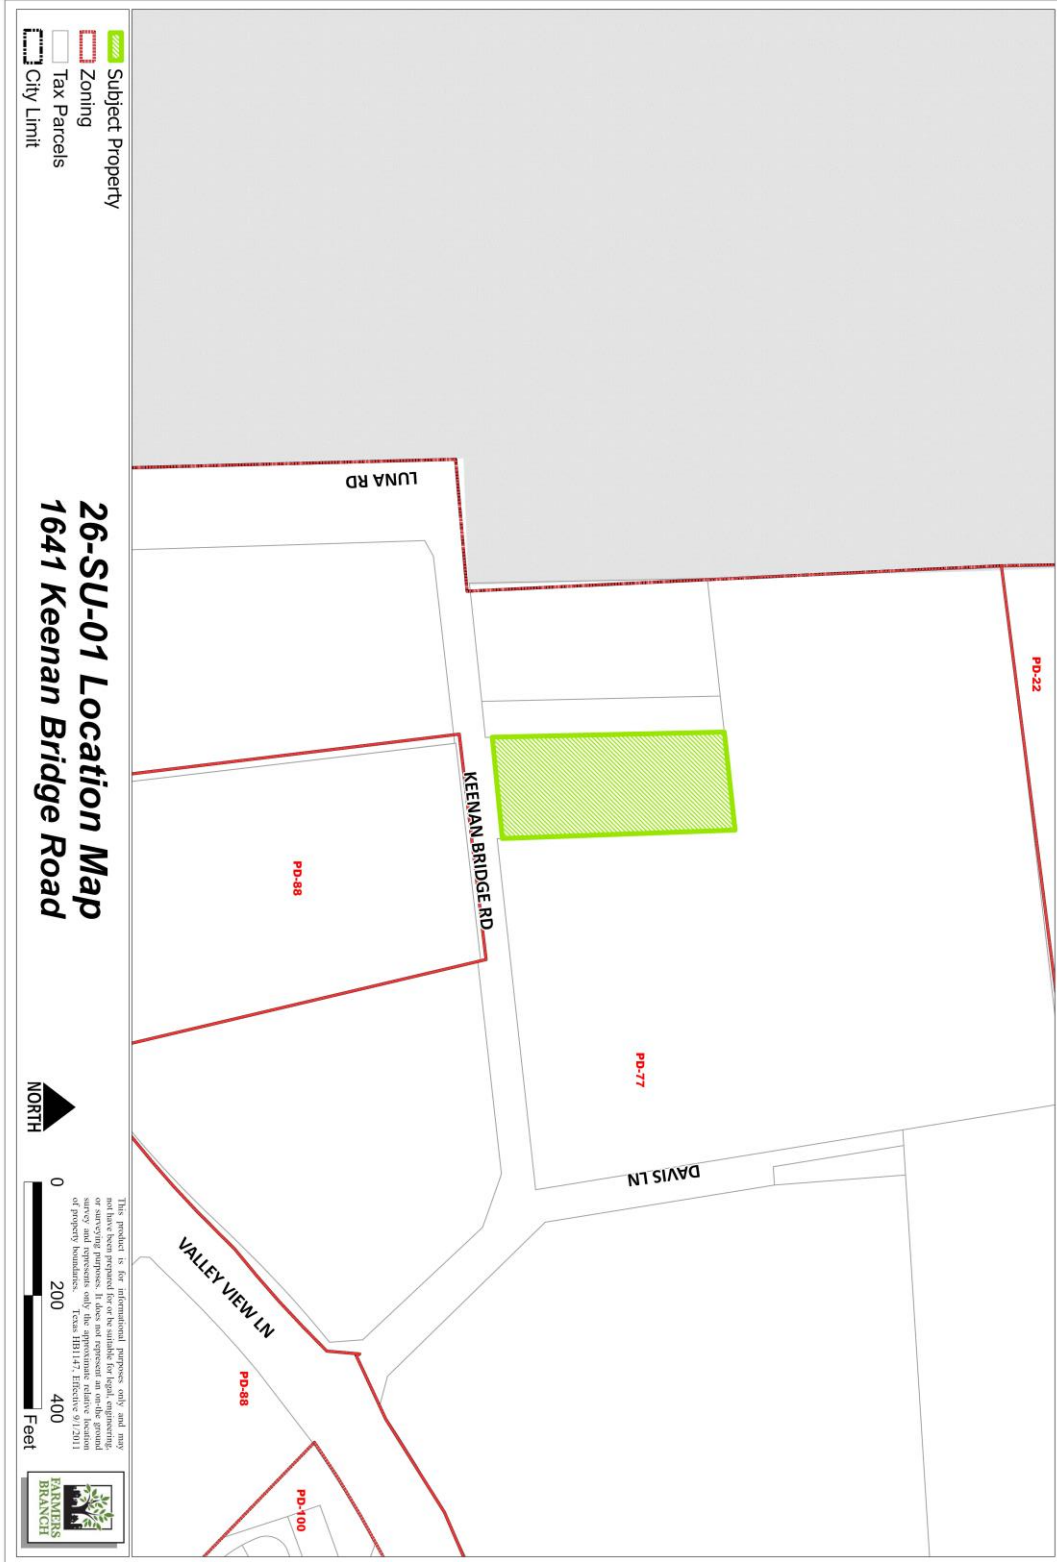 PD-22
PD-77
PD-88
PD-88
PD-100
LUNA RD
KEENAN BRIDGE RD
DAVIS LN
VALLEY VIEW LN
Subject Property
Zoning
Tax Parcels
City Limit
26-SU-01 Location Map
1641 Keenan Bridge Road
NORTH
0 200 400
Feet
This product is for informational purposes only and may
not have been prepared for or be suitable for legal, engineering,
or surveying purposes. It does not represent an on-the ground
survey and represents only the approximate relative location
of property boundaries. Texas HB1147, Effective 9/1/2011
FARMERS
BRANCH